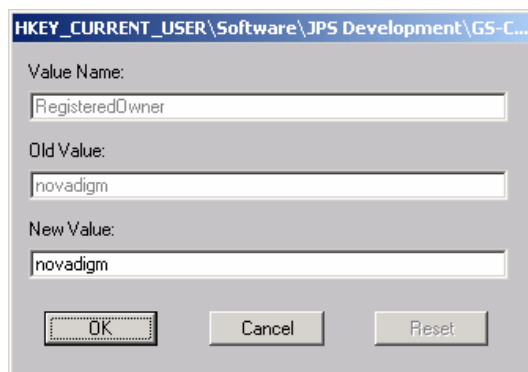 HKEY_CURRENT_USER\Software\JPS Development\GS-C...
Value Name:
RegisteredOwner
Old Value:
novadigm
New Value:
novadigm
OK Cancel Reset